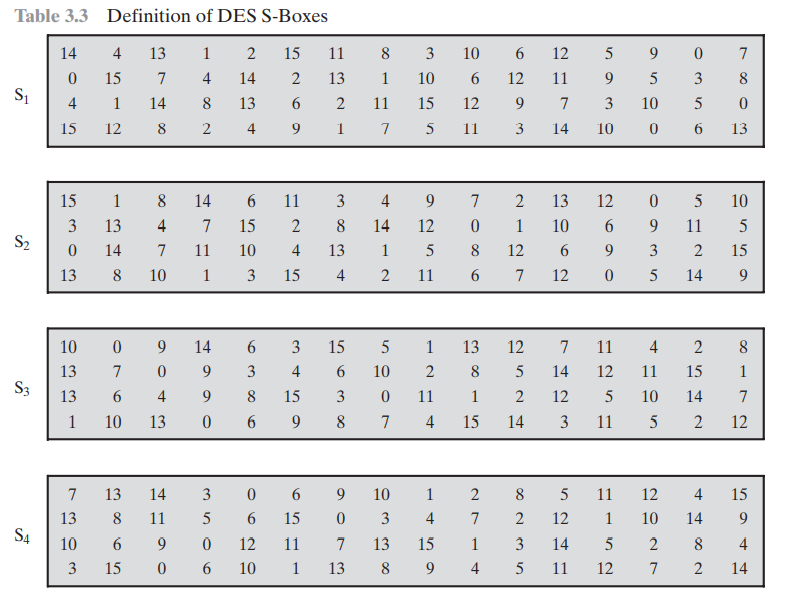 Table 3.3 Definition of DES S-Boxes
14 4 13 1 2 15 11 8 3 10 6 12 5 9 0 7
0 15 7 4 14 2 13 1 10 6 12 11 9 5 3 8
S1
4 1 14 8 13 6 2 11 15 12 9 7 3 10 5 0
15 12 8 2 4 9 1 7 5 11 3 14 10 0 6 13
15 1 8 14 6 11 3 4 9 7 2 13 12 0 5 10
3 13 4 7 15 2 8 14 12 0 1 10 6 9 11 5
S2
0 14 7 11 10 4 13 1 5 8 12 6 9 3 2 15
13 8 10 1 3 15 4 2 11 6 7 12 0 5 14 9
10 0 9 14 6 3 15 5 1 13 12 7 11 4 2 8
13 7 0 9 3 4 6 10 2 8 5 14 12 11 15 1
S3
13 6 4 9 8 15 3 0 11 1 2 12 5 10 14 7
1 10 13 0 6 9 8 7 4 15 14 3 11 5 2 12
7 13 14 3 0 6 9 10 1 2 8 5 11 12 4 15
13 8 11 5 6 15 0 3 4 7 2 12 1 10 14 9
S4
10 6 9 0 12 11 7 13 15 1 3 14 5 2 8 4
3 15 0 6 10 1 13 8 9 4 5 11 12 7 2 14